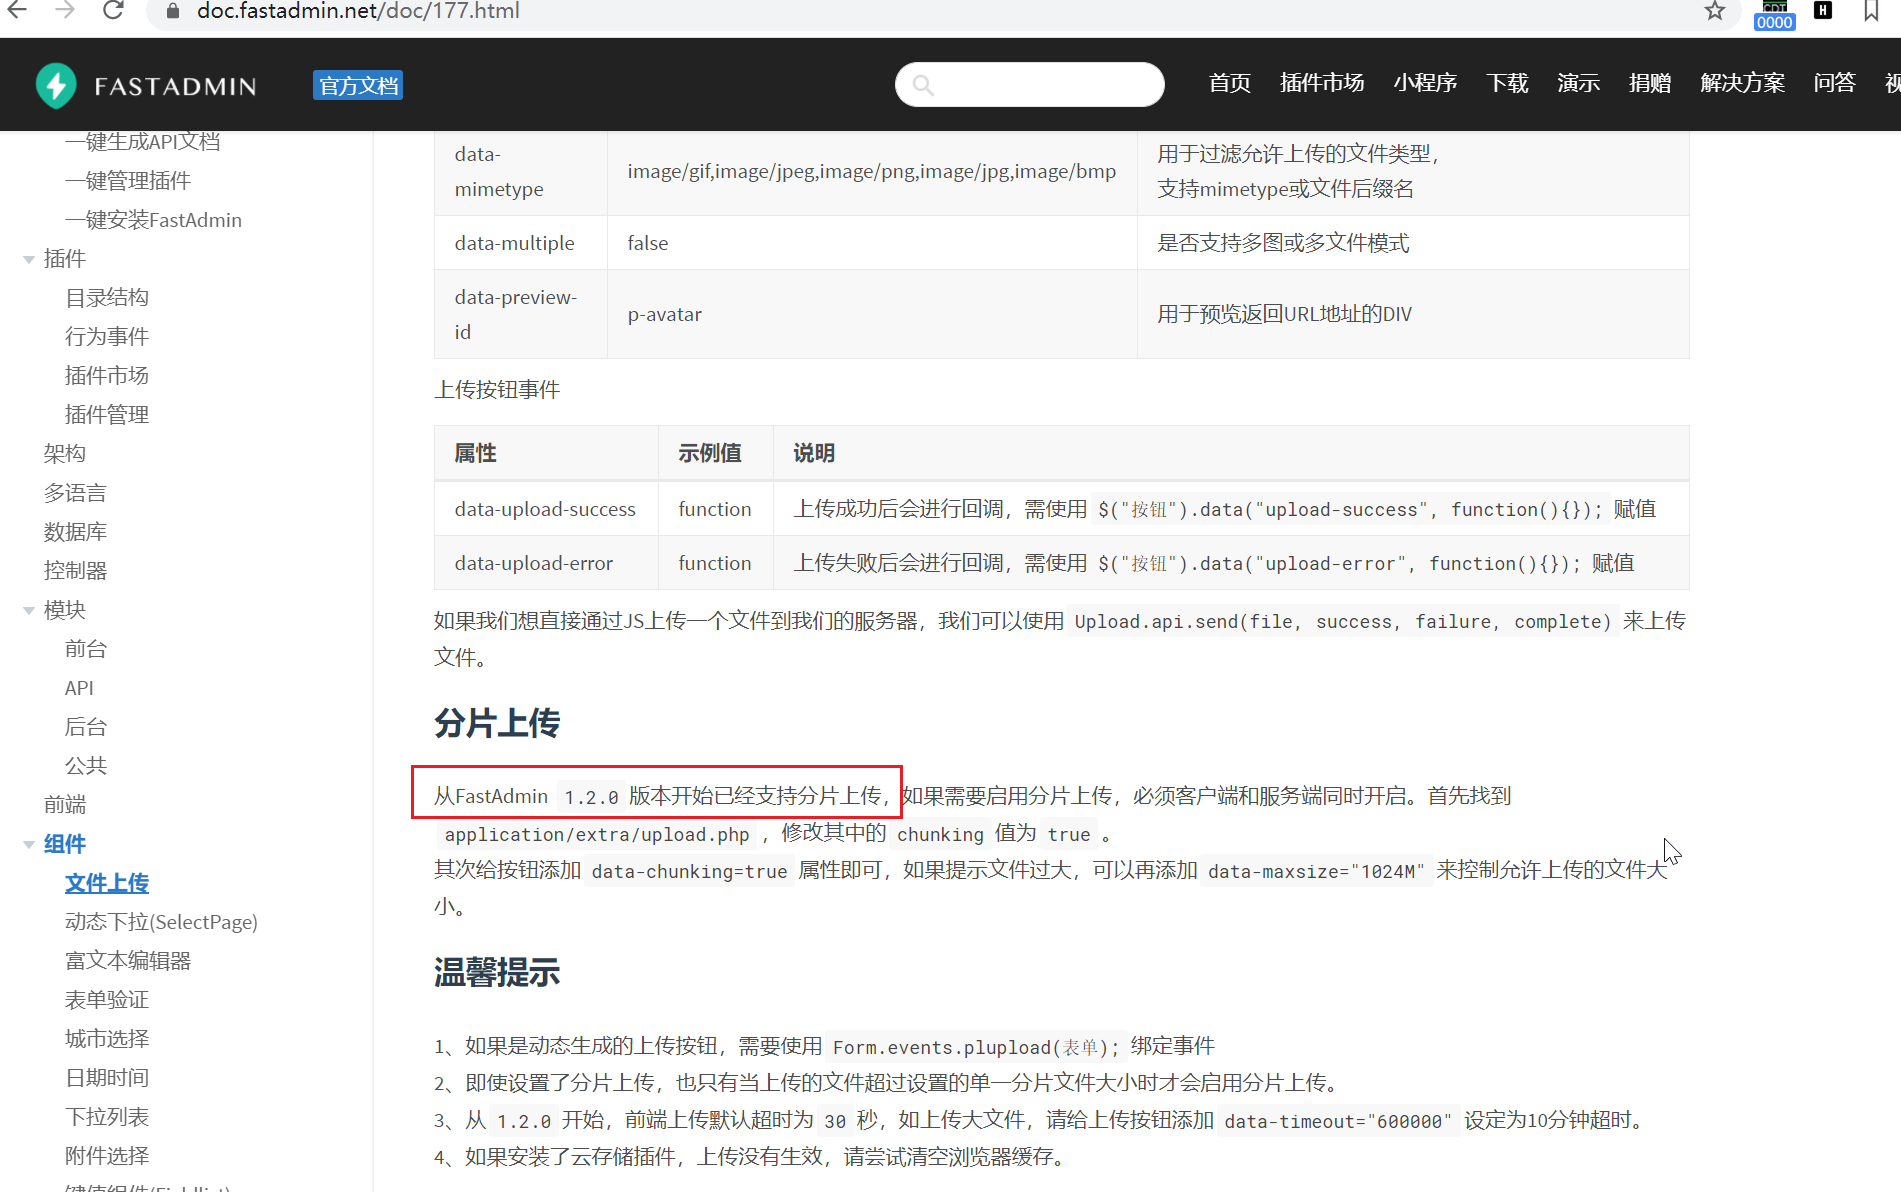 doc.fastadmin.net/doc/177.html
CDT
0000
H
FASTADMIN
官方文档
首页
插件市场
小程序
下载
演示
捐赠
解决方案
问答
一键生成API文档
一键管理插件
一键安装FastAdmin
插件
目录结构
行为事件
插件市场
插件管理
架构
多语言
数据库
控制器
模块
前台
API
后台
公共
前端
组件
文件上传
动态下拉(SelectPage)
富文本编辑器
表单验证
城市选择
日期时间
下拉列表
附件选择
键值组件(Fieldlist)
data-
mimetype
image/gif,image/jpeg,image/png,image/jpg,image/bmp
用于过滤允许上传的文件类型，
支持mimetype或文件后缀名
data-multiple
false
是否支持多图或多文件模式
data-preview-
id
p-avatar
用于预览返回URL地址的DIV
上传按钮事件
属性
示例值
说明
data-upload-success
function
上传成功后会进行回调，需使用 $("按钮").data("upload-success", function(){}); 赋值
data-upload-error
function
上传失败后会进行回调，需使用 $("按钮").data("upload-error", function(){}); 赋值
如果我们想直接通过JS上传一个文件到我们的服务器，我们可以使用 Upload.api.send(file, success, failure, complete) 来上传
文件。
分片上传
从FastAdmin 1.2.0 版本开始已经支持分片上传，如果需要启用分片上传，必须客户端和服务端同时开启。首先找到
application/extra/upload.php ，修改其中的 chunking 值为 true 。
其次给按钮添加 data-chunking=true 属性即可，如果提示文件过大，可以再添加 data-maxsize="1024M" 来控制允许上传的文件大
小。
温馨提示
1、如果是动态生成的上传按钮，需要使用 Form.events.plupload(表单); 绑定事件
2、即使设置了分片上传，也只有当上传的文件超过设置的单一分片文件大小时才会启用分片上传。
3、从 1.2.0 开始，前端上传默认超时为 30 秒，如上传大文件，请给上传按钮添加 data-timeout="600000" 设定为10分钟超时。
4、如果安装了云存储插件，上传没有生效，请尝试清空浏览器缓存。